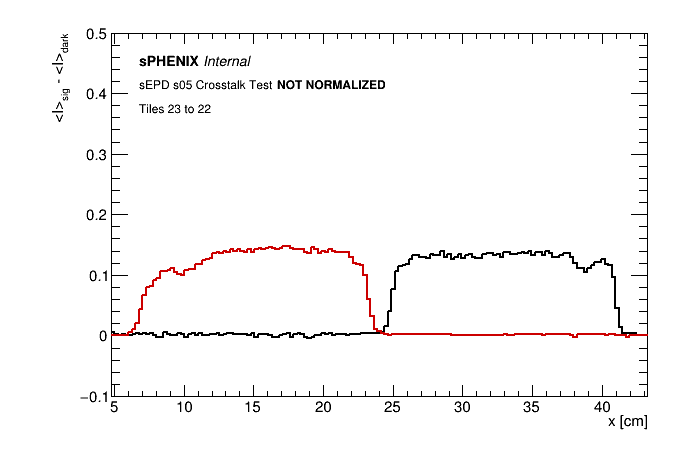 0.5
0.4
0.3
0.2
0.1
0
−0.1
<I>sig - <I>dark
sPHENIX Internal
sEPD s05 Crosstalk Test NOT NORMALIZED
Tiles 23 to 22
5 10 15 20 25 30 35 40
x [cm]